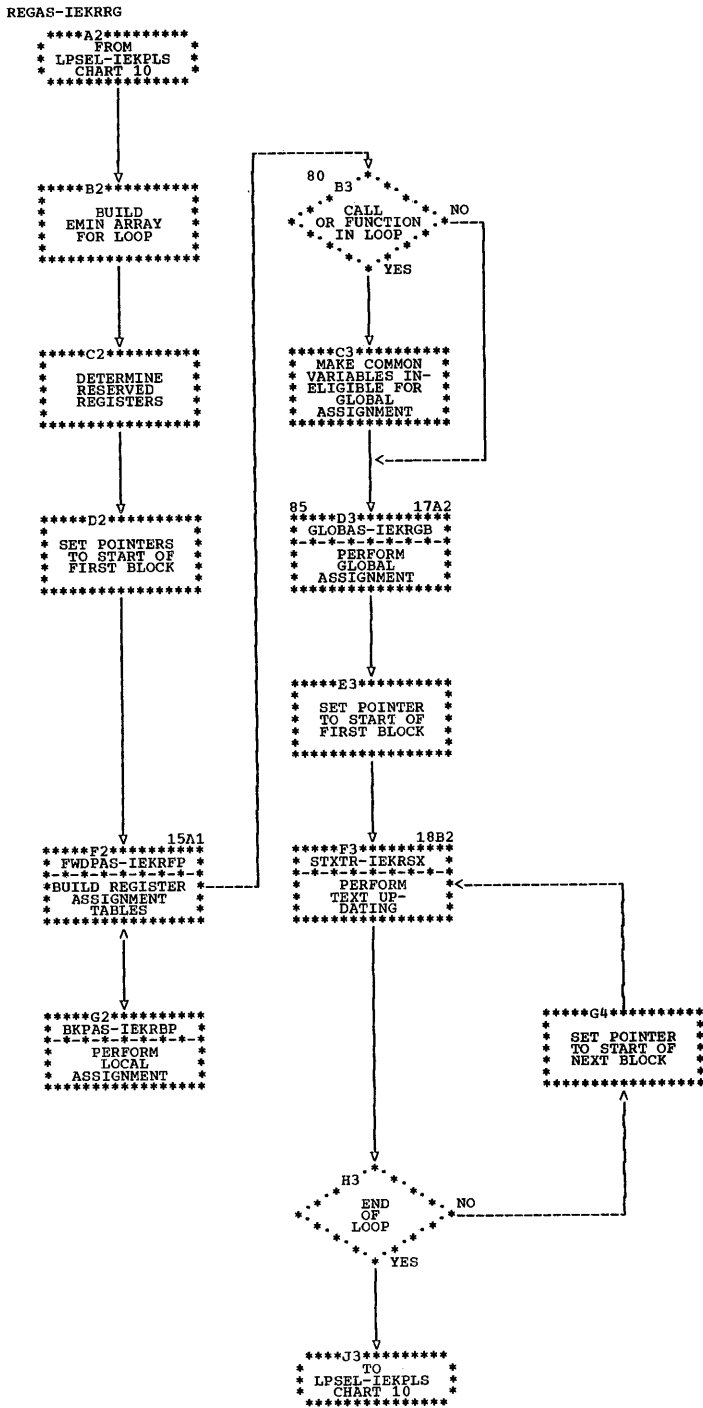 REGAS-IEKRRG
A2
FROM
LPSEL-IEKPLS
CHART 10
B2
BUILD
EMIN ARRAY
FOR LOOP
C2
DETERMINE
RESERVED
REGISTERS
D2
SET POINTERS
TO START OF
FIRST BLOCK
15A1
F2
FWDPAS-IEKRFP
BUILD REGISTER
ASSIGNMENT
TABLES
G2
BKPAS-IEKRBP
PERFORM
LOCAL
ASSIGNMENT
80
B3
CALL
OR FUNCTION
IN LOOP
NO
YES
C3
MAKE COMMON
VARIABLES IN-
ELIGIBLE FOR
GLOBAL
ASSIGNMENT
85 17A2
D3
GLOBAS-IEKRGB
PERFORM
GLOBAL
ASSIGNMENT
E3
SET POINTER
TO START OF
FIRST BLOCK
18B2
F3
STXTR-IEKRSX
PERFORM
TEXT UP-
DATING
G4
SET POINTER
TO START OF
NEXT BLOCK
H3
END
OF
LOOP
NO
YES
J3
TO
LPSEL-IEKPLS
CHART 10